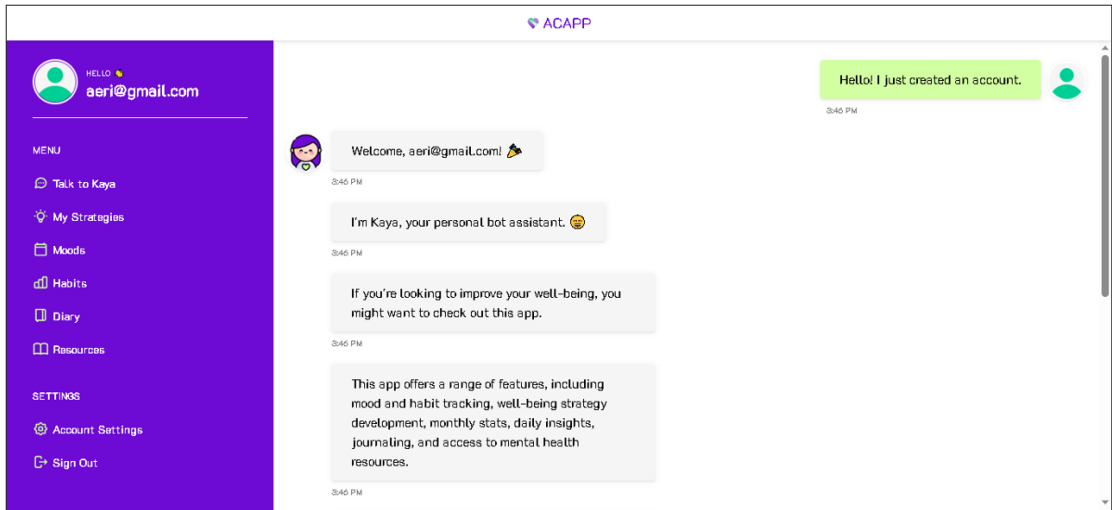 ACAPP
HELLO
aeri@gmail.com
MENU
Talk to Kaya
My Strategies
Moods
Habits
Diary
Resources
SETTINGS
Account Settings
Sign Out
Hello! I just created an account.
3:46 PM
Welcome, aeri@gmail.com! 🎉
3:46 PM
I'm Kaya, your personal bot assistant. 😄
3:46 PM
If you're looking to improve your well-being, you
might want to check out this app.
3:46 PM
This app offers a range of features, including
mood and habit tracking, well-being strategy
development, monthly stats, daily insights,
journaling, and access to mental health
resources.
3:46 PM